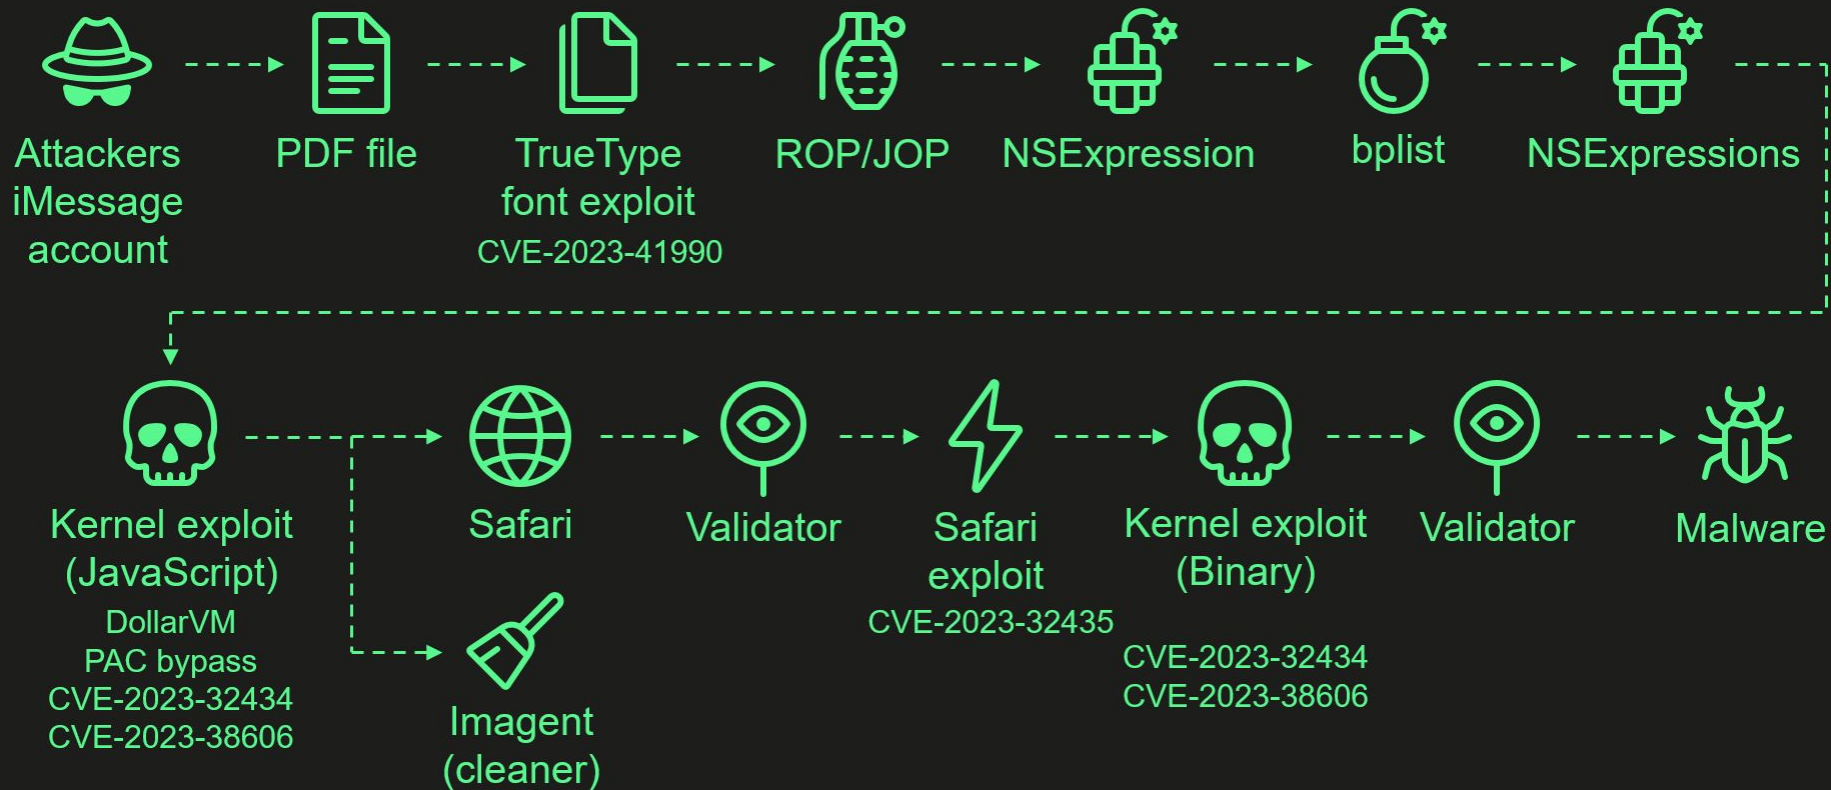 Attackers
iMessage
account
PDF file
TrueType
font exploit
CVE-2023-41990
ROP/JOP
NSExpression
bplist
NSExpressions
Kernel exploit
(JavaScript)
DollarVM
PAC bypass
CVE-2023-32434
CVE-2023-38606
Safari
Imagent
(cleaner)
Validator
Safari
exploit
CVE-2023-32435
Kernel exploit
(Binary)
CVE-2023-32434
CVE-2023-38606
Validator
Malware